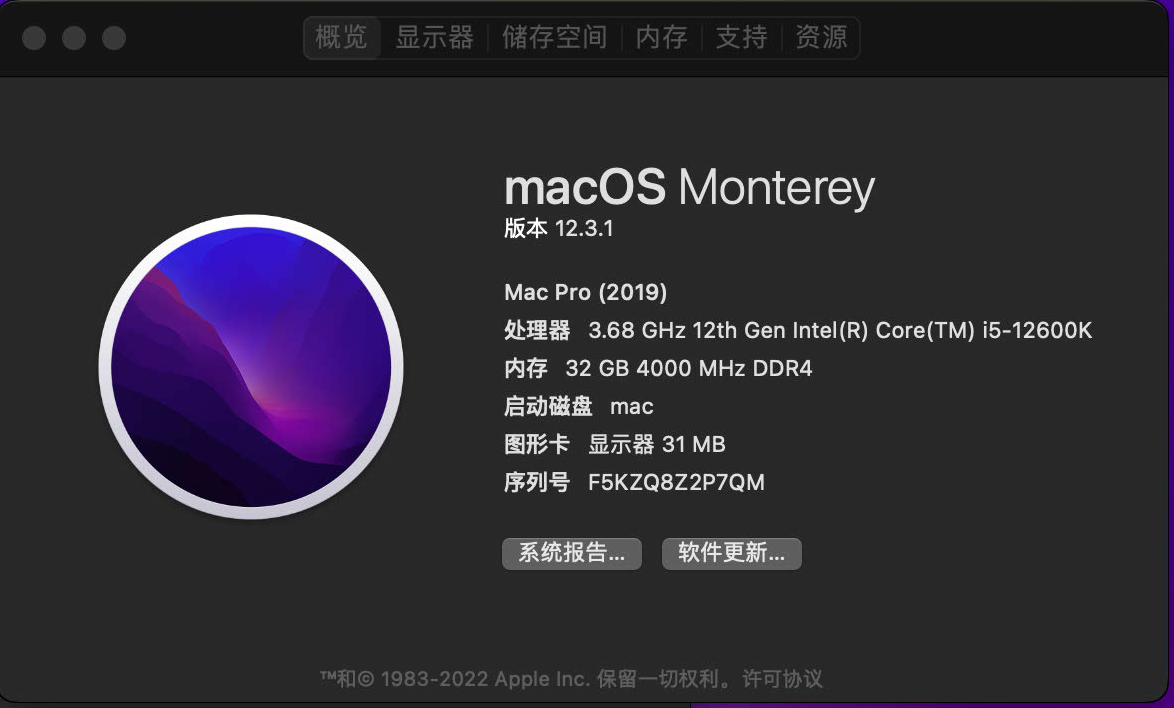 概览 显示器 储存空间 内存 支持 资源
macOS Monterey
版本 12.3.1
Mac Pro (2019)
处理器 3.68 GHz 12th Gen Intel(R) Core(TM) i5-12600K
内存 32 GB 4000 MHz DDR4
启动磁盘 mac
图形卡 显示器 31 MB
序列号 F5KZQ8Z2P7QM
系统报告... 软件更新...
™和© 1983-2022 Apple Inc. 保留一切权利。许可协议